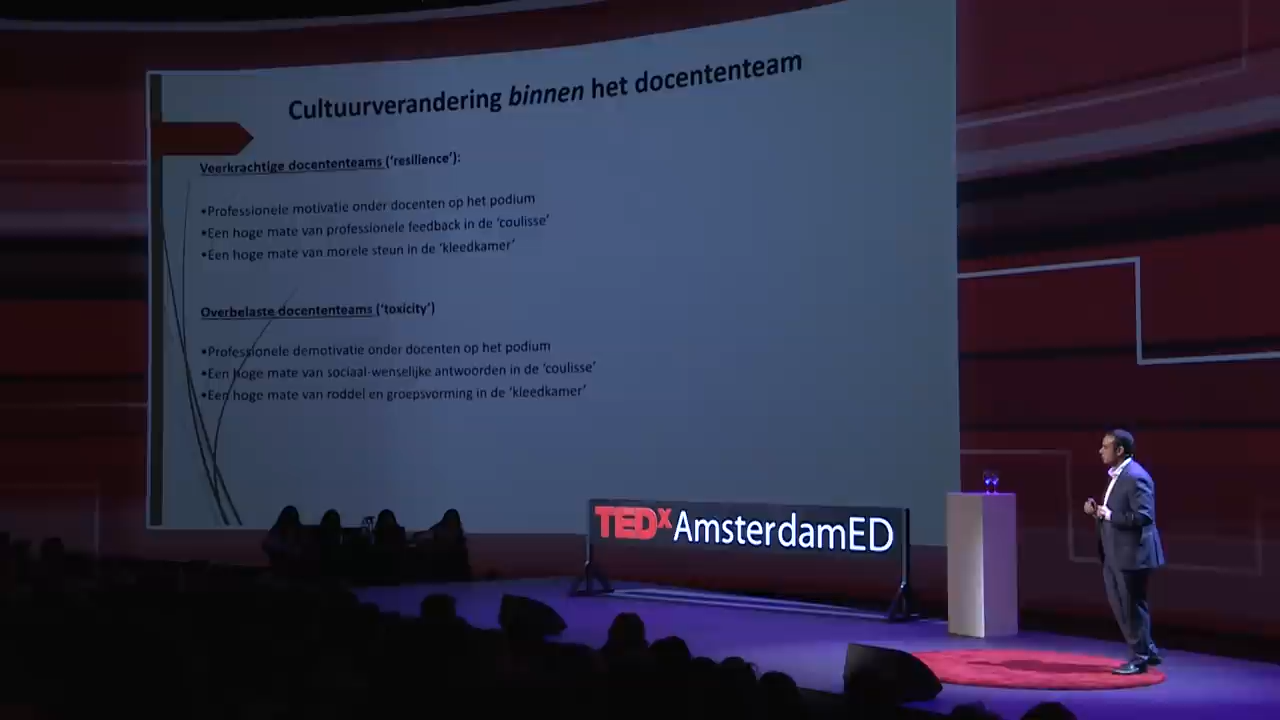 Cultuurverandering binnen het docententeam
Veerkrachtige docententeams (‘resilience’):
•Professionele motivatie onder docenten op het podium
•Een hoge mate van professionele feedback in de ‘coulisse’
•Een hoge mate van morele steun in de ‘kleedkamer’
Overbelaste docententeams (‘toxicity’)
•Professionele demotivatie onder docenten op het podium
•Een hoge mate van sociaal-wenselijke antwoorden in de ‘coulisse’
•Een hoge mate van roddel en groepsvorming in de ‘kleedkamer’
TEDxAmsterdamED